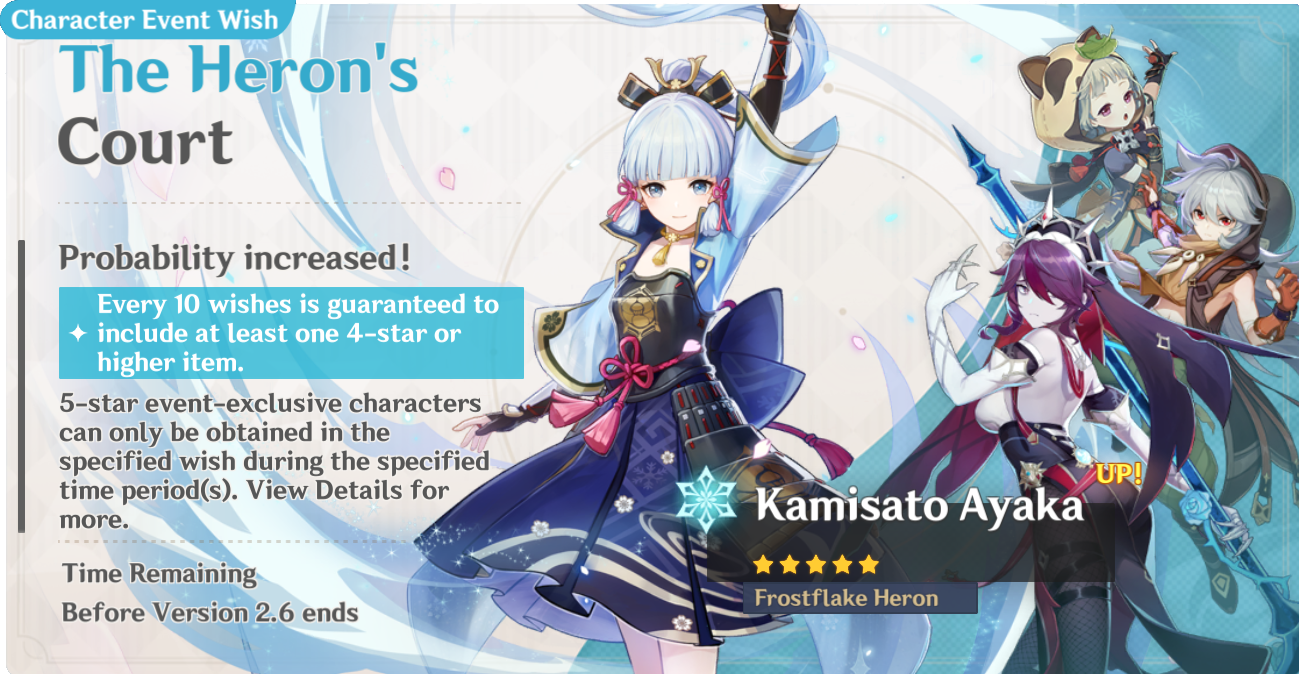 Character Event Wish
The Heron's
Court
Probability increased!
Every 10 wishes is guaranteed to
include at least one 4-star or
higher item.
5-star event-exclusive characters
can only be obtained in the
specified wish during the specified
time period(s). View Details for
more.
Time Remaining
Before Version 2.6 ends
UP!
Kamisato Ayaka
Frostflake Heron